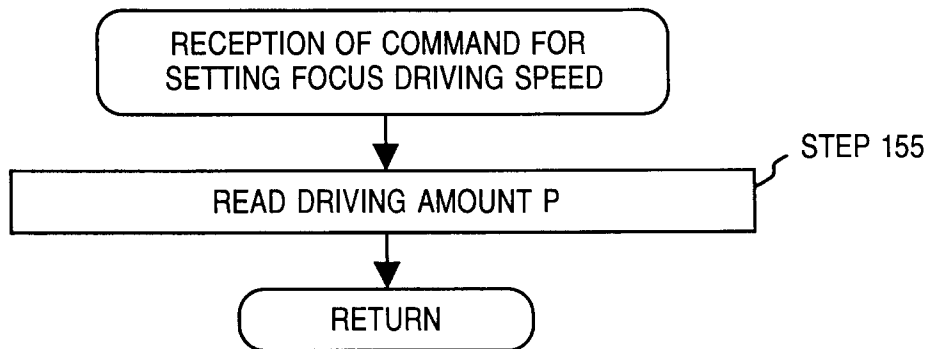 RECEPTION OF COMMAND FOR
SETTING FOCUS DRIVING SPEED
STEP 155
READ DRIVING AMOUNT P
RETURN